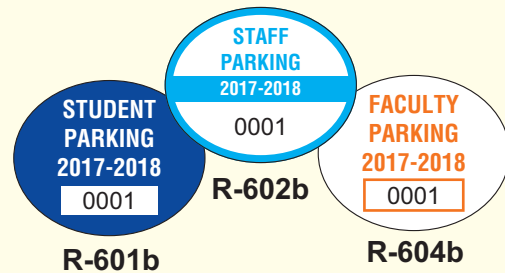 STUDENT
PARKING
2017-2018
0001
R-601b
STAFF
PARKING
2017-2018
0001
R-602b
FACULTY
PARKING
2017-2018
0001
R-604b